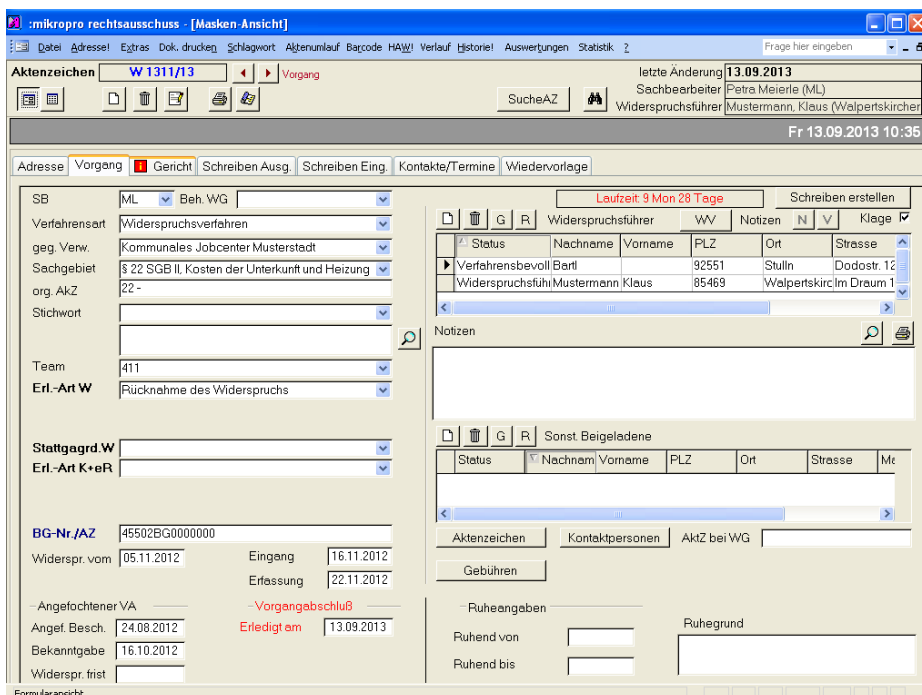 :mikropro rechtsausschuss - [Masken-Ansicht]
Datei Adresse! Extras Dok. drucken Schlagwort Aktenumlauf Barcode HAW! Verlauf Historie! Auswertungen Statistik ? Frage hier eingeben
Aktenzeichen W 1311/13 Vorgang letzte Änderung 13.09.2013
Sachbearbeiter Petra Meierle (ML)
SucheAZ Widerspruchsführer Mustermann, Klaus (Walpertskircher
Fr 13.09.2013 10:35
Adresse Vorgang Gericht Schreiben Ausg. Schreiben Eing. Kontakte/Termine Wiedervorlage
SB ML Beh. WG Laufzeit: 9 Mon 28 Tage Schreiben erstellen
Verfahrensart Widerspruchsverfahren G R Widerspruchsführer WV Notizen N V Klage
geg. Verw. Kommunales Jobcenter Musterstadt Status Nachname Vorname PLZ Ort Strasse
Sachgebiet § 22 SGB II, Kosten der Unterkunft und Heizung Verfahrensbevoll Bartl 92551 Stulln Dodostr. 12
org. AkZ 22 - Widerspruchsfüh Mustermann Klaus 85469 Walpertskirc Im Draum 1
Stichwort
Notizen
Team 411
Erl.-Art W Rücknahme des Widerspruchs
Stattgagrd.W G R Sonst. Beigeladene
Erl.-Art K+eR Status Nachnam Vorname PLZ Ort Strasse
BG-Nr./AZ 45502BG0000000 Aktenzeichen Kontaktpersonen AktZ bei WG
Widerspr. vom 05.11.2012 Eingang 16.11.2012
Erfassung 22.11.2012 Gebühren
Angefochtener VA Vorgangabschluß Ruheangaben
Angef. Besch. 24.08.2012 Erledigt am 13.09.2013 Ruhend von Ruhegrund
Bekanntgabe 16.10.2012 Ruhend bis
Widerspr. frist
Formularansicht